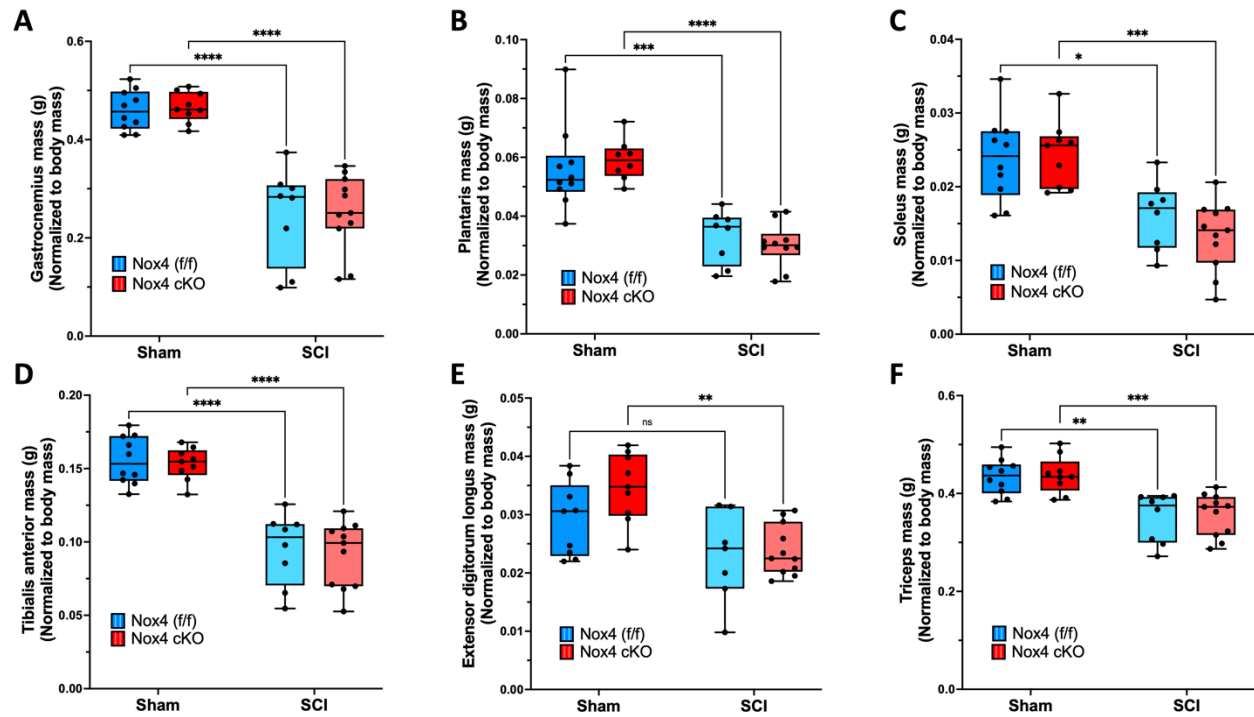 A
Gastrocnemius mass (g)
(Normalized to body mass)
0.6
0.4
0.2
0.0
****
****
Nox4 (f/f)
Nox4 cKO
Sham
SCI
B
Plantaris mass (g)
(Normalized to body mass)
0.10
0.08
0.06
0.04
0.02
0.00
***
****
Nox4 (f/f)
Nox4 cKO
Sham
SCI
C
Soleus mass (g)
(Normalized to body mass)
0.04
0.03
0.02
0.01
0.00
*
***
Nox4 (f/f)
Nox4 cKO
Sham
SCI
D
Tibialis anterior mass (g)
(Normalized to body mass)
0.20
0.15
0.10
0.05
0.00
****
****
Nox4 (f/f)
Nox4 cKO
Sham
SCI
E
Extensor digitorum longus mass (g)
(Normalized to body mass)
0.05
0.04
0.03
0.02
0.01
0.00
ns
**
Nox4 (f/f)
Nox4 cKO
Sham
SCI
F
Triceps mass (g)
(Normalized to body mass)
0.6
0.4
0.2
0.0
**
***
Nox4 (f/f)
Nox4 cKO
Sham
SCI